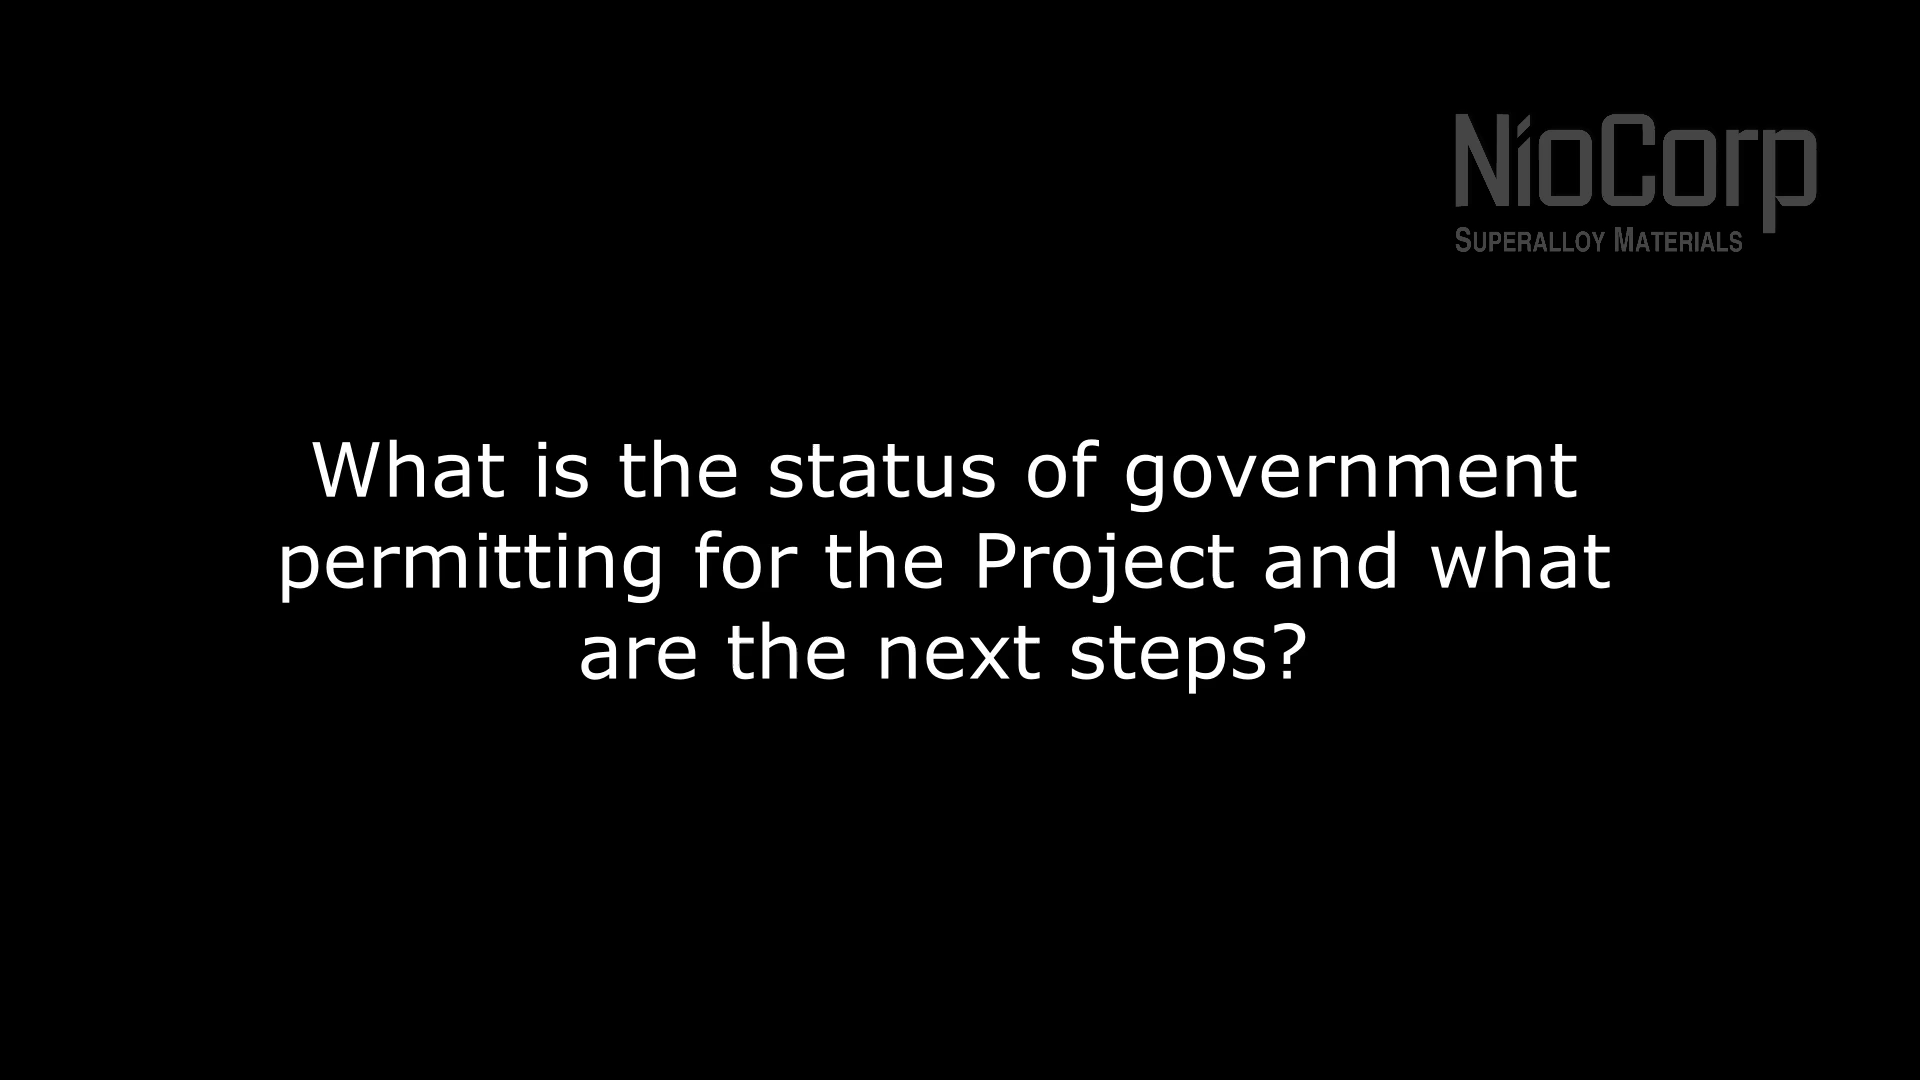 NioCorp
SUPERALLOY MATERIALS
What is the status of government
permitting for the Project and what
are the next steps?